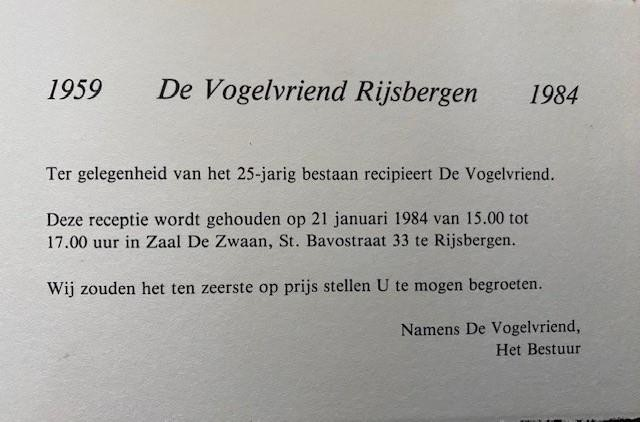 1959 De Vogelvriend Rijsbergen 1984
Ter gelegenheid van het 25-jarig bestaan recipieert De Vogelvriend.
Deze receptie wordt gehouden op 21 januari 1984 van 15.00 tot
17.00 uur in Zaal De Zwaan, St. Bavostraat 33 te Rijsbergen.
Wij zouden het ten zeerste op prijs stellen U te mogen begroeten.
Namens De Vogelvriend,
Het Bestuur